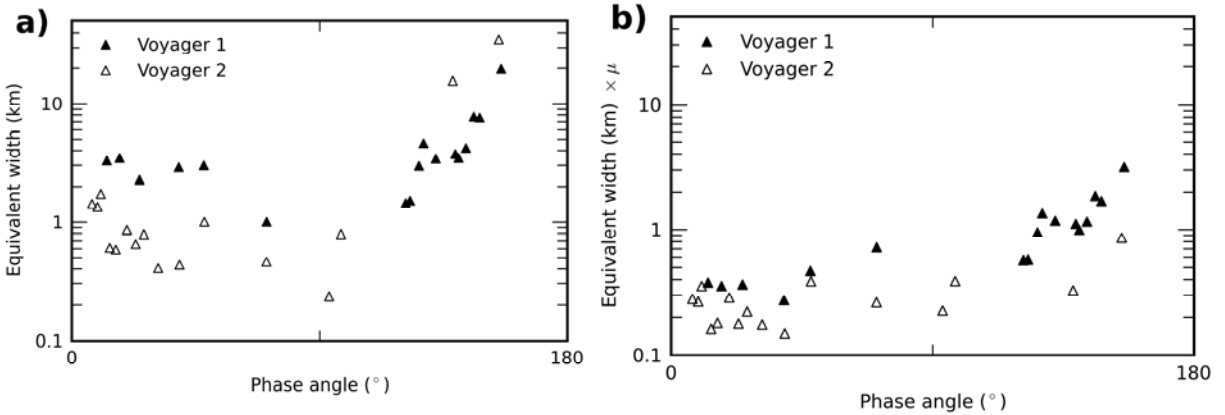 a)
Voyager 1
Voyager 2
Equivalent width (km)
10
1
0.1
0
180
Phase angle (°)
b)
Voyager 1
Voyager 2
Equivalent width (km) × μ
10
1
0.1
0
180
Phase angle (°)